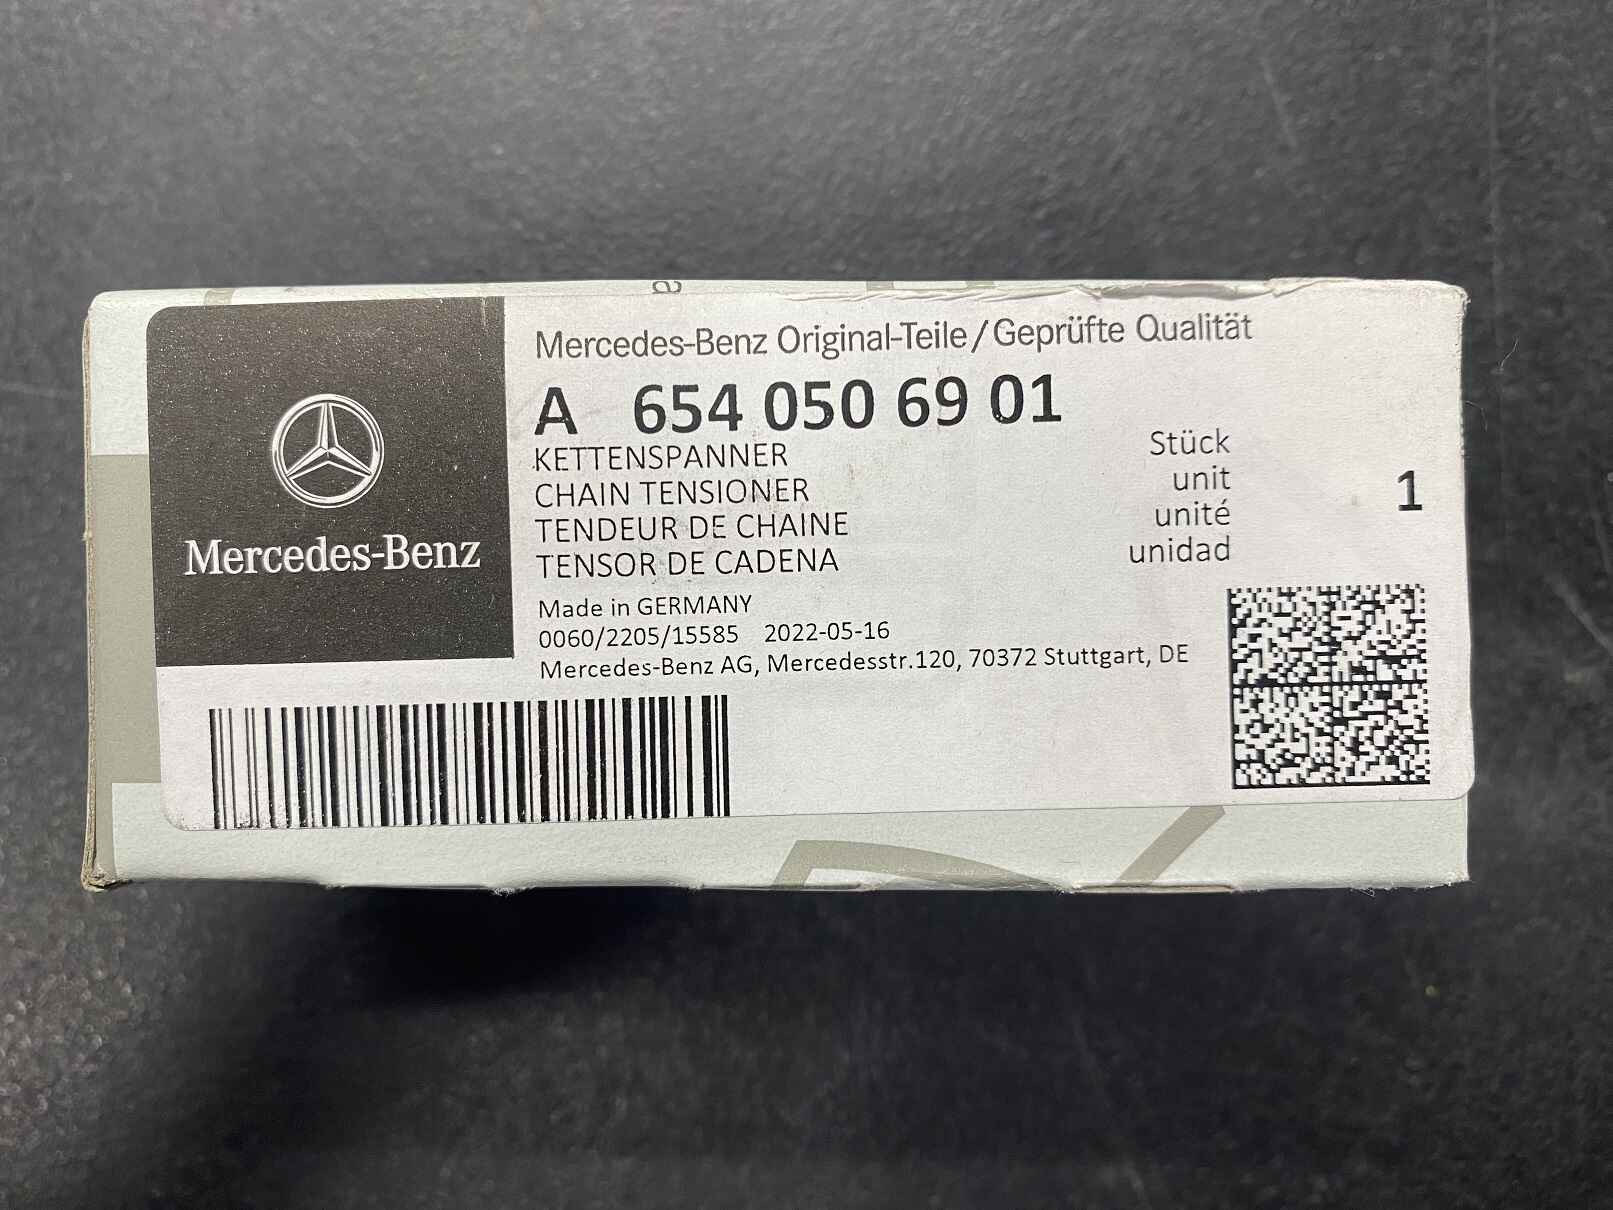 Mercedes-Benz
Mercedes-Benz Original-Teile/Geprüfte Qualität
A 654 050 69 01
KETTENSPANNER
CHAIN TENSIONER
TENDEUR DE CHAINE
TENSOR DE CADENA
Stück
unit
unité
unidad
1
Made in GERMANY
0060/2205/15585 2022-05-16
Mercedes-Benz AG, Mercedesstr.120, 70372 Stuttgart, DE